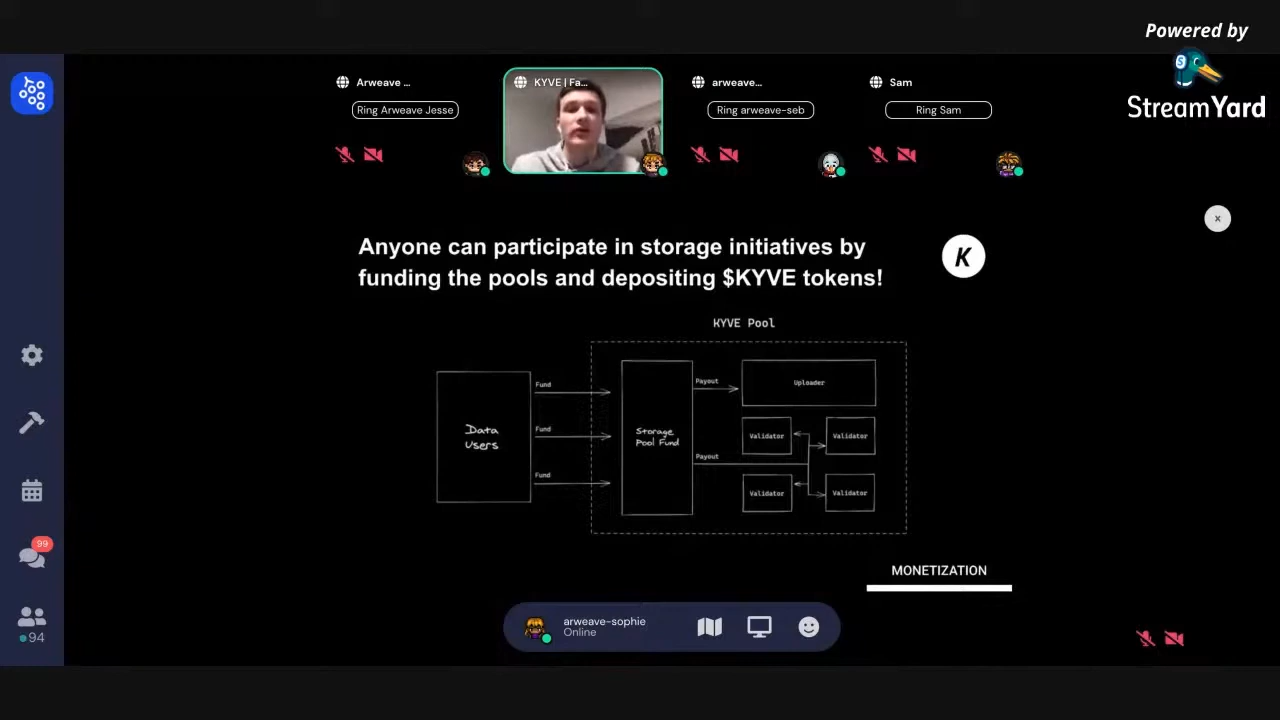 Powered by
StreamYard
Arweave ...
Ring Arweave Jesse
KYVE | Fa...
arweave...
Ring arweave-seb
Sam
Ring Sam
x
Anyone can participate in storage initiatives by
funding the pools and depositing $KYVE tokens!
K
KYVE Pool
Data
Users
Fund
Fund
Fund
Storage
Pool Fund
Payout
Payout
Uploader
Validator
Validator
Validator
Validator
MONETIZATION
99
94
arweave-sophie
Online